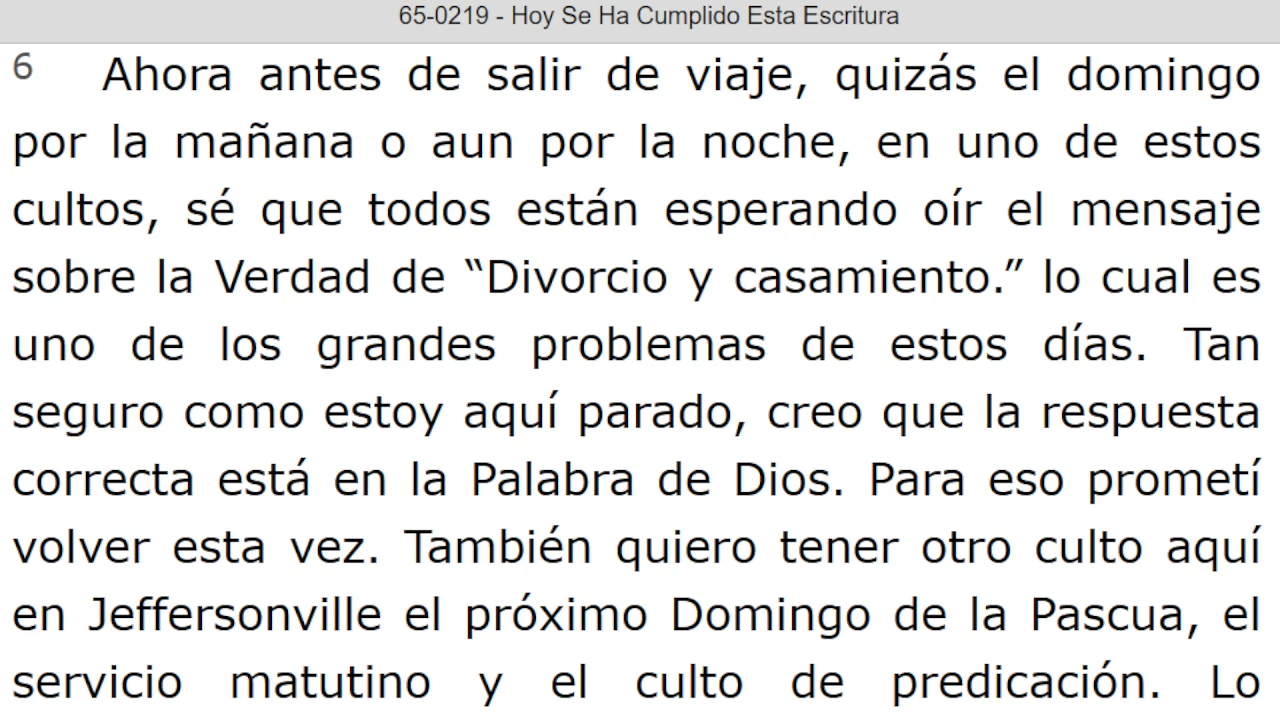 65-0219 - Hoy Se Ha Cumplido Esta Escritura
6 Ahora antes de salir de viaje, quizás el domingo
por la mañana o aun por la noche, en uno de estos
cultos, sé que todos están esperando oír el mensaje
sobre la Verdad de “Divorcio y casamiento.” lo cual es
uno de los grandes problemas de estos días. Tan
seguro como estoy aquí parado, creo que la respuesta
correcta está en la Palabra de Dios. Para eso prometí
volver esta vez. También quiero tener otro culto aquí
en Jeffersonville el próximo Domingo de la Pascua, el
servicio matutino y el culto de predicación. Lo